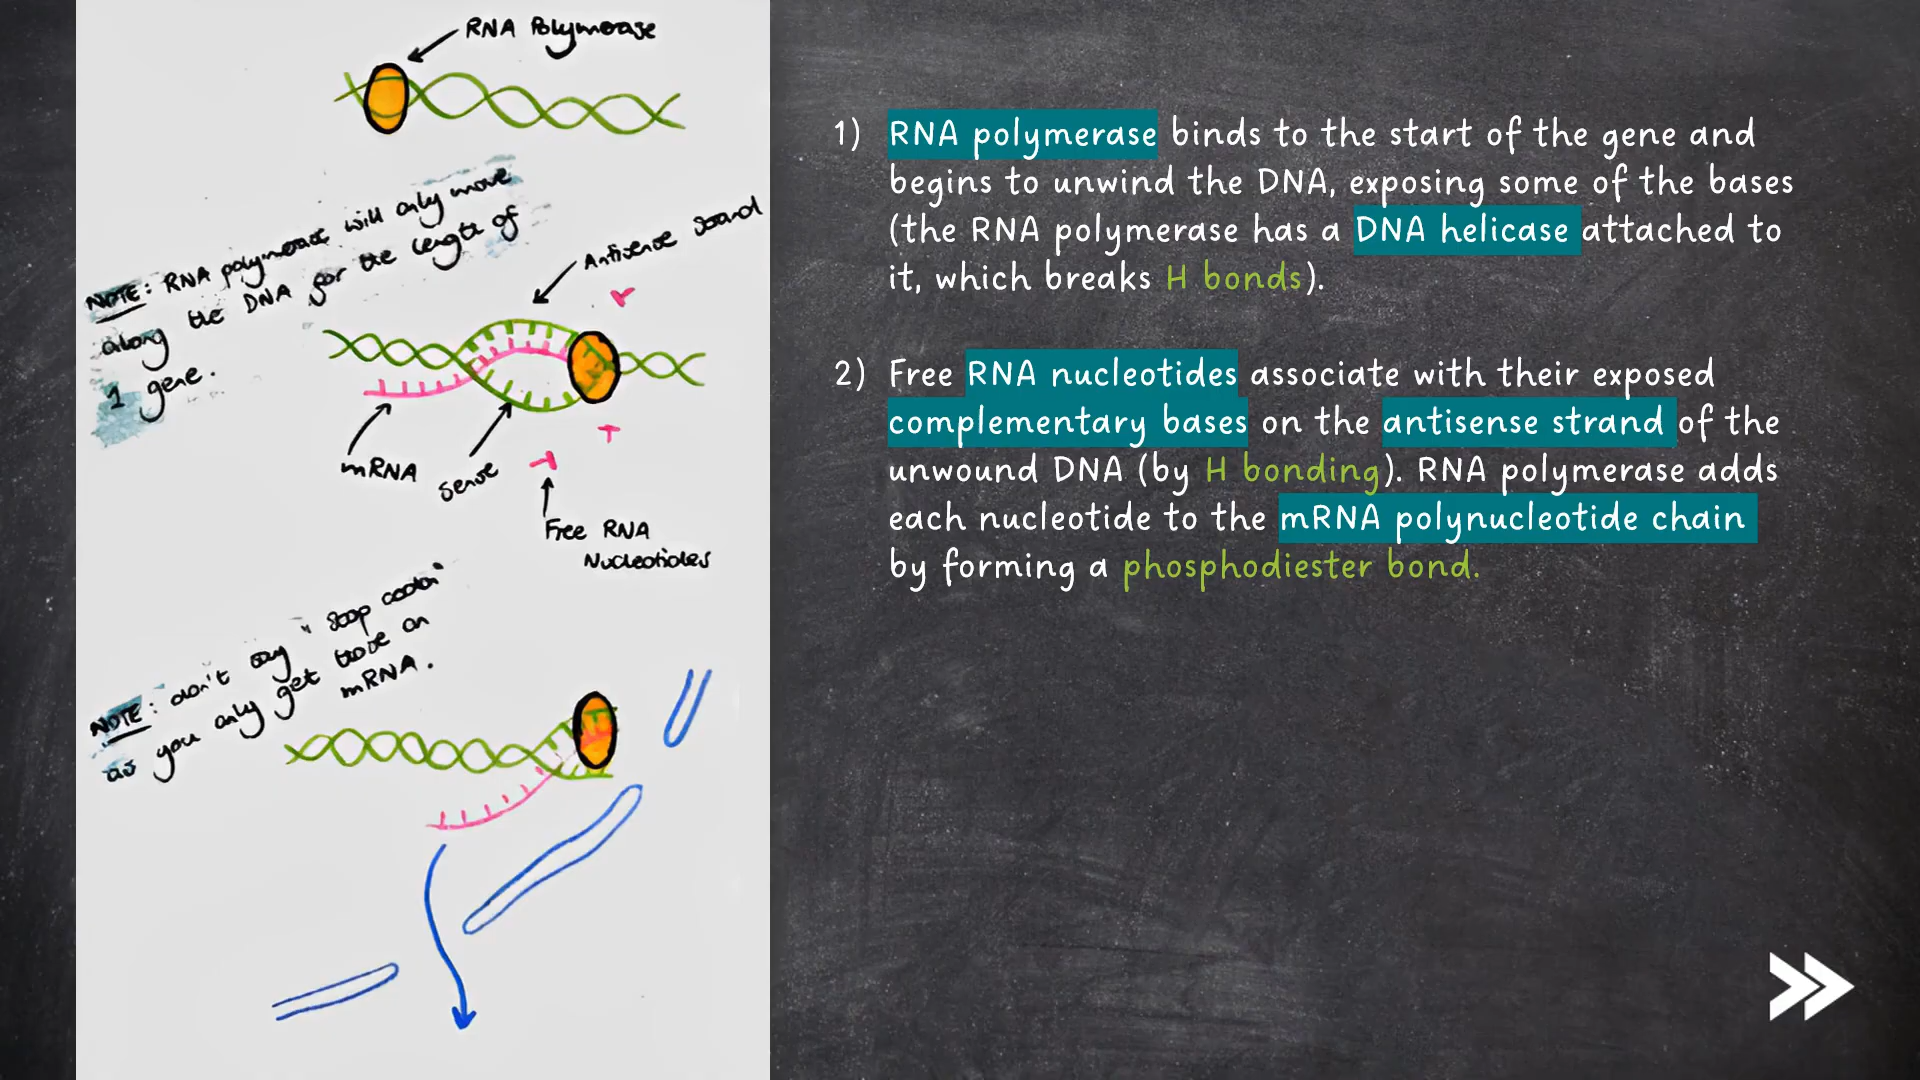 RNA Polymerase
NOTE: RNA polymerase will only move
along the DNA for the length of
1 gene.
Antisense strand
mRNA
sense
Free RNA
Nucleotides
NOTE: don't say "stop codon"
as you only get those on
mRNA.
1) RNA polymerase binds to the start of the gene and
begins to unwind the DNA, exposing some of the bases
(the RNA polymerase has a DNA helicase attached to
it, which breaks H bonds).
2) Free RNA nucleotides associate with their exposed
complementary bases on the antisense strand of the
unwound DNA (by H bonding). RNA polymerase adds
each nucleotide to the mRNA polynucleotide chain
by forming a phosphodiester bond.